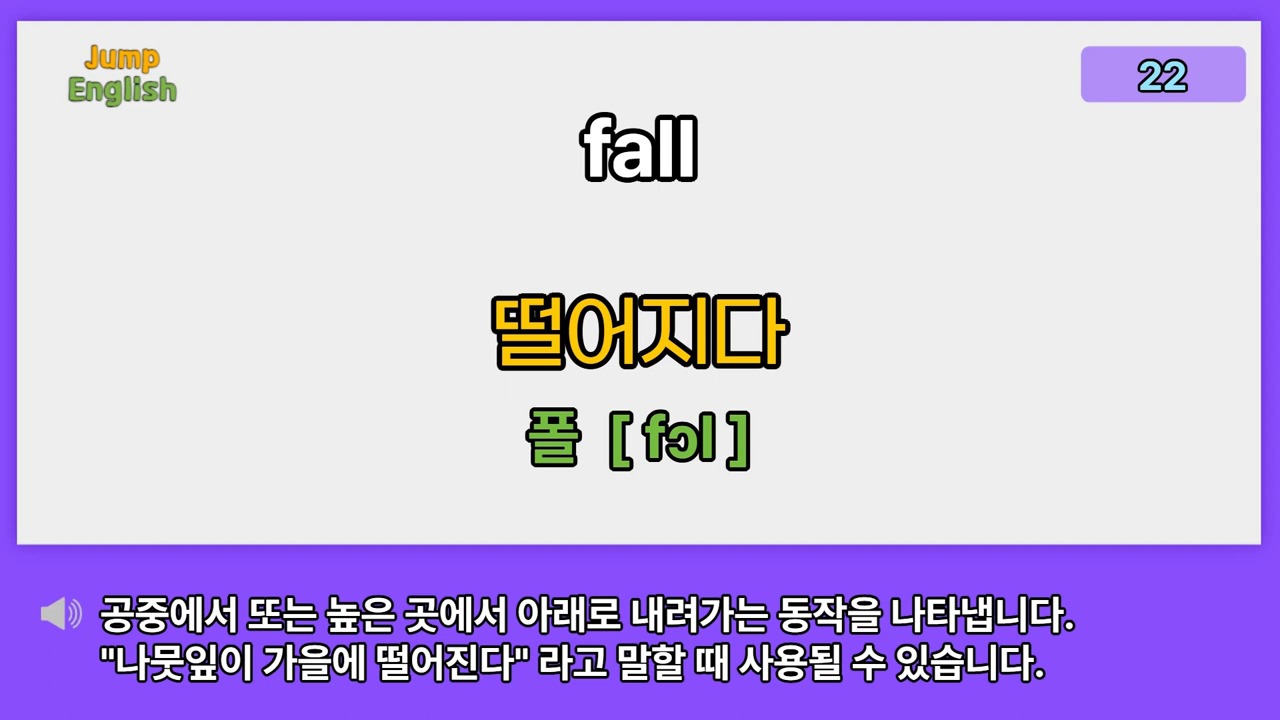 Jump
English
22
fall
떨어지다
폴 [ fɔl ]
공중에서 또는 높은 곳에서 아래로 내려가는 동작을 나타냅니다.
"나뭇잎이 가을에 떨어진다" 라고 말할 때 사용될 수 있습니다.